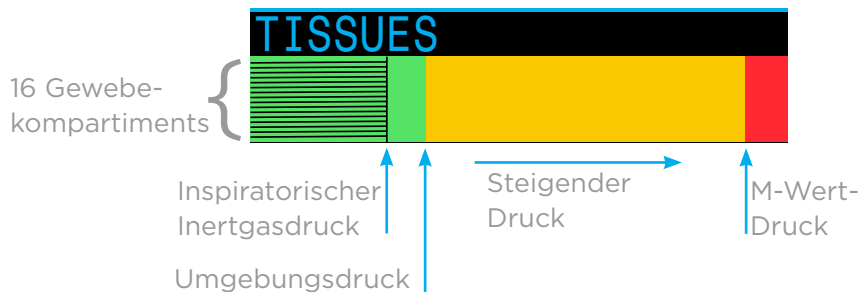 TISSUES
16 Gewebe-
kompartiments
Inspiratorischer
Inertgasdruck
Umgebungsdruck
Steigender
Druck
M-Wert-
Druck